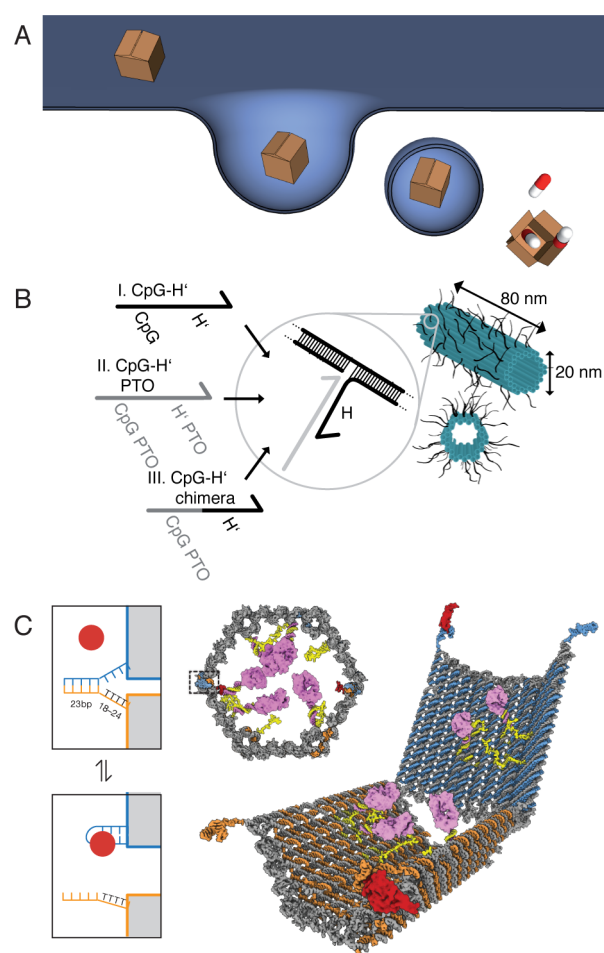 A
B
I. CpG-H'
CpG
H'
II. CpG-H'
PTO
CpG PTO
H' PTO
III. CpG-H'
chimera
CpG PTO
H'
H
80 nm
20 nm
C
23bp
18-24